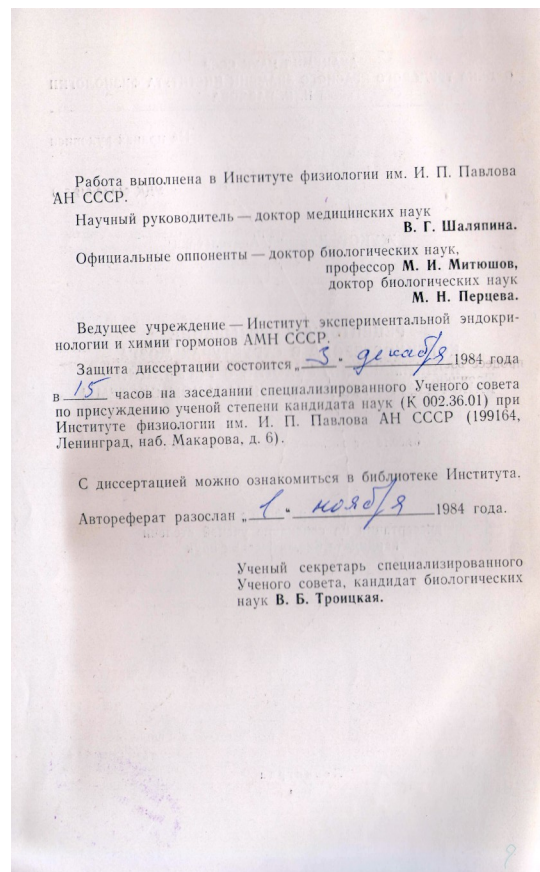 Работа выполнена в Институте физиологии им. И. П. Павлова
АН СССР.
Научный руководитель — доктор медицинских наук
В. Г. Шаляпина.
Официальные оппоненты — доктор биологических наук,
профессор М. И. Митюшов,
доктор биологических наук
М. Н. Перцева.
Ведущее учреждение — Институт экспериментальной эндокри-
нологии и химии гормонов АМН СССР.
Защита диссертации состоится „3" декабря 1984 года
в 15 часов на заседании специализированного Ученого совета
по присуждению ученой степени кандидата наук (К 002.36.01) при
Институте физиологии им. И. П. Павлова АН СССР (199164,
Ленинград, наб. Макарова, д. 6).
С диссертацией можно ознакомиться в библиотеке Института.
Автореферат разослан „1" ноября 1984 года.
Ученый секретарь специализированного
Ученого совета, кандидат биологических
наук В. Б. Троицкая.